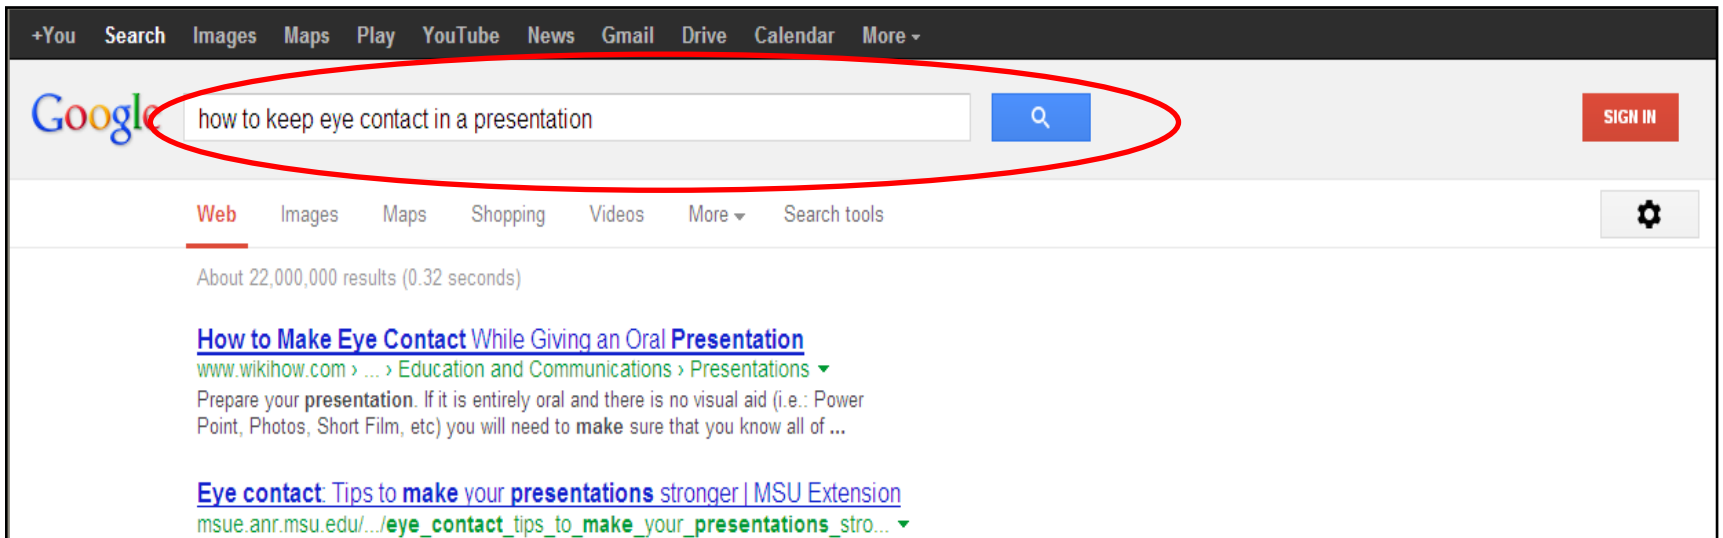 +You Search Images Maps Play YouTube News Gmail Drive Calendar More
Google how to keep eye contact in a presentation SIGN IN
Web Images Maps Shopping Videos More Search tools
About 22,000,000 results (0.32 seconds)
How to Make Eye Contact While Giving an Oral Presentation
www.wikihow.com › ... › Education and Communications › Presentations
Prepare your presentation. If it is entirely oral and there is no visual aid (i.e.: Power
Point, Photos, Short Film, etc) you will need to make sure that you know all of ...
Eye contact: Tips to make your presentations stronger | MSU Extension
msue.anr.msu.edu/.../eye_contact_tips_to_make_your_presentations_stro...